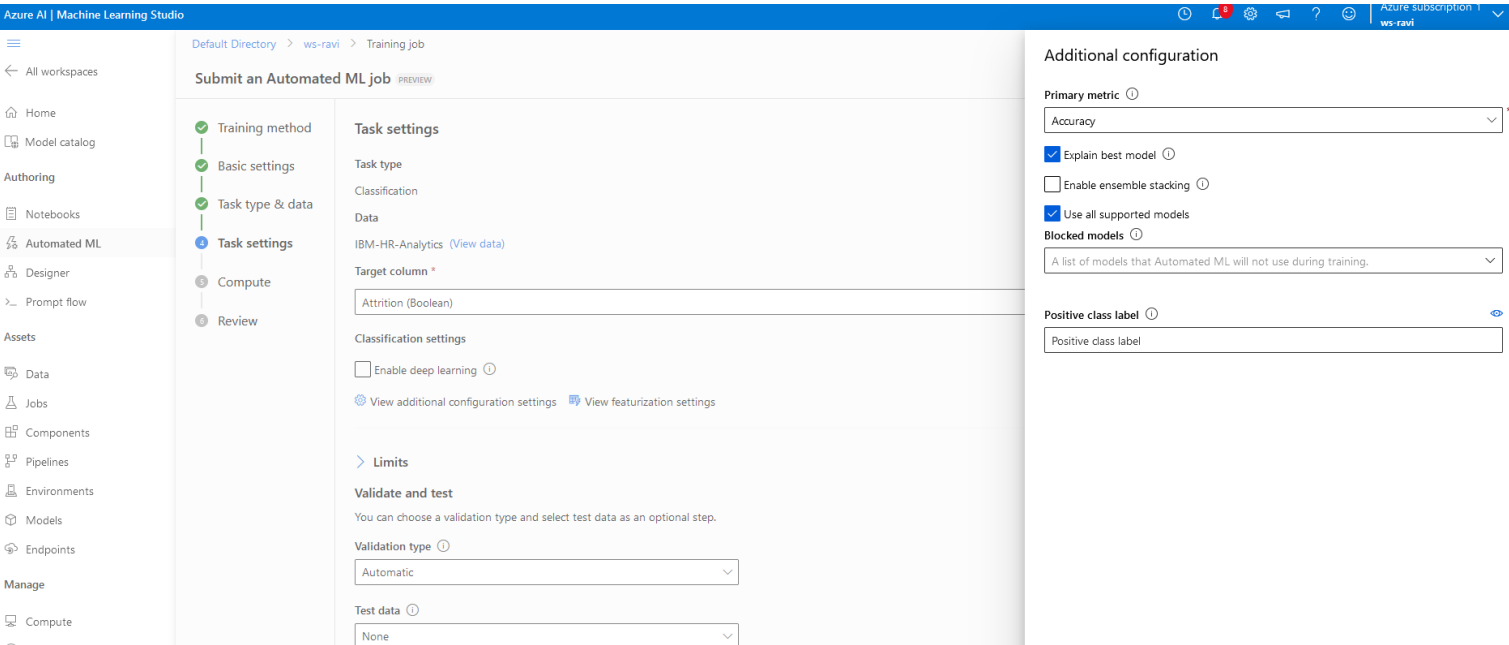 Azure AI | Machine Learning Studio
8
Azure subscription 1
ws-ravi
All workspaces
Home
Model catalog
Authoring
Notebooks
Automated ML
Designer
Prompt flow
Assets
Data
Jobs
Components
Pipelines
Environments
Models
Endpoints
Manage
Compute
Default Directory > ws-ravi > Training job
Submit an Automated ML job PREVIEW
Training method
Basic settings
Task type & data
4 Task settings
5 Compute
6 Review
Task settings
Task type
Classification
Data
IBM-HR-Analytics (View data)
Target column *
Attrition (Boolean)
Classification settings
Enable deep learning
View additional configuration settings View featurization settings
Limits
Validate and test
You can choose a validation type and select test data as an optional step.
Validation type
Automatic
Test data
None
Additional configuration
Primary metric
Accuracy
*
Explain best model
Enable ensemble stacking
Use all supported models
Blocked models
A list of models that Automated ML will not use during training.
Positive class label
Positive class label